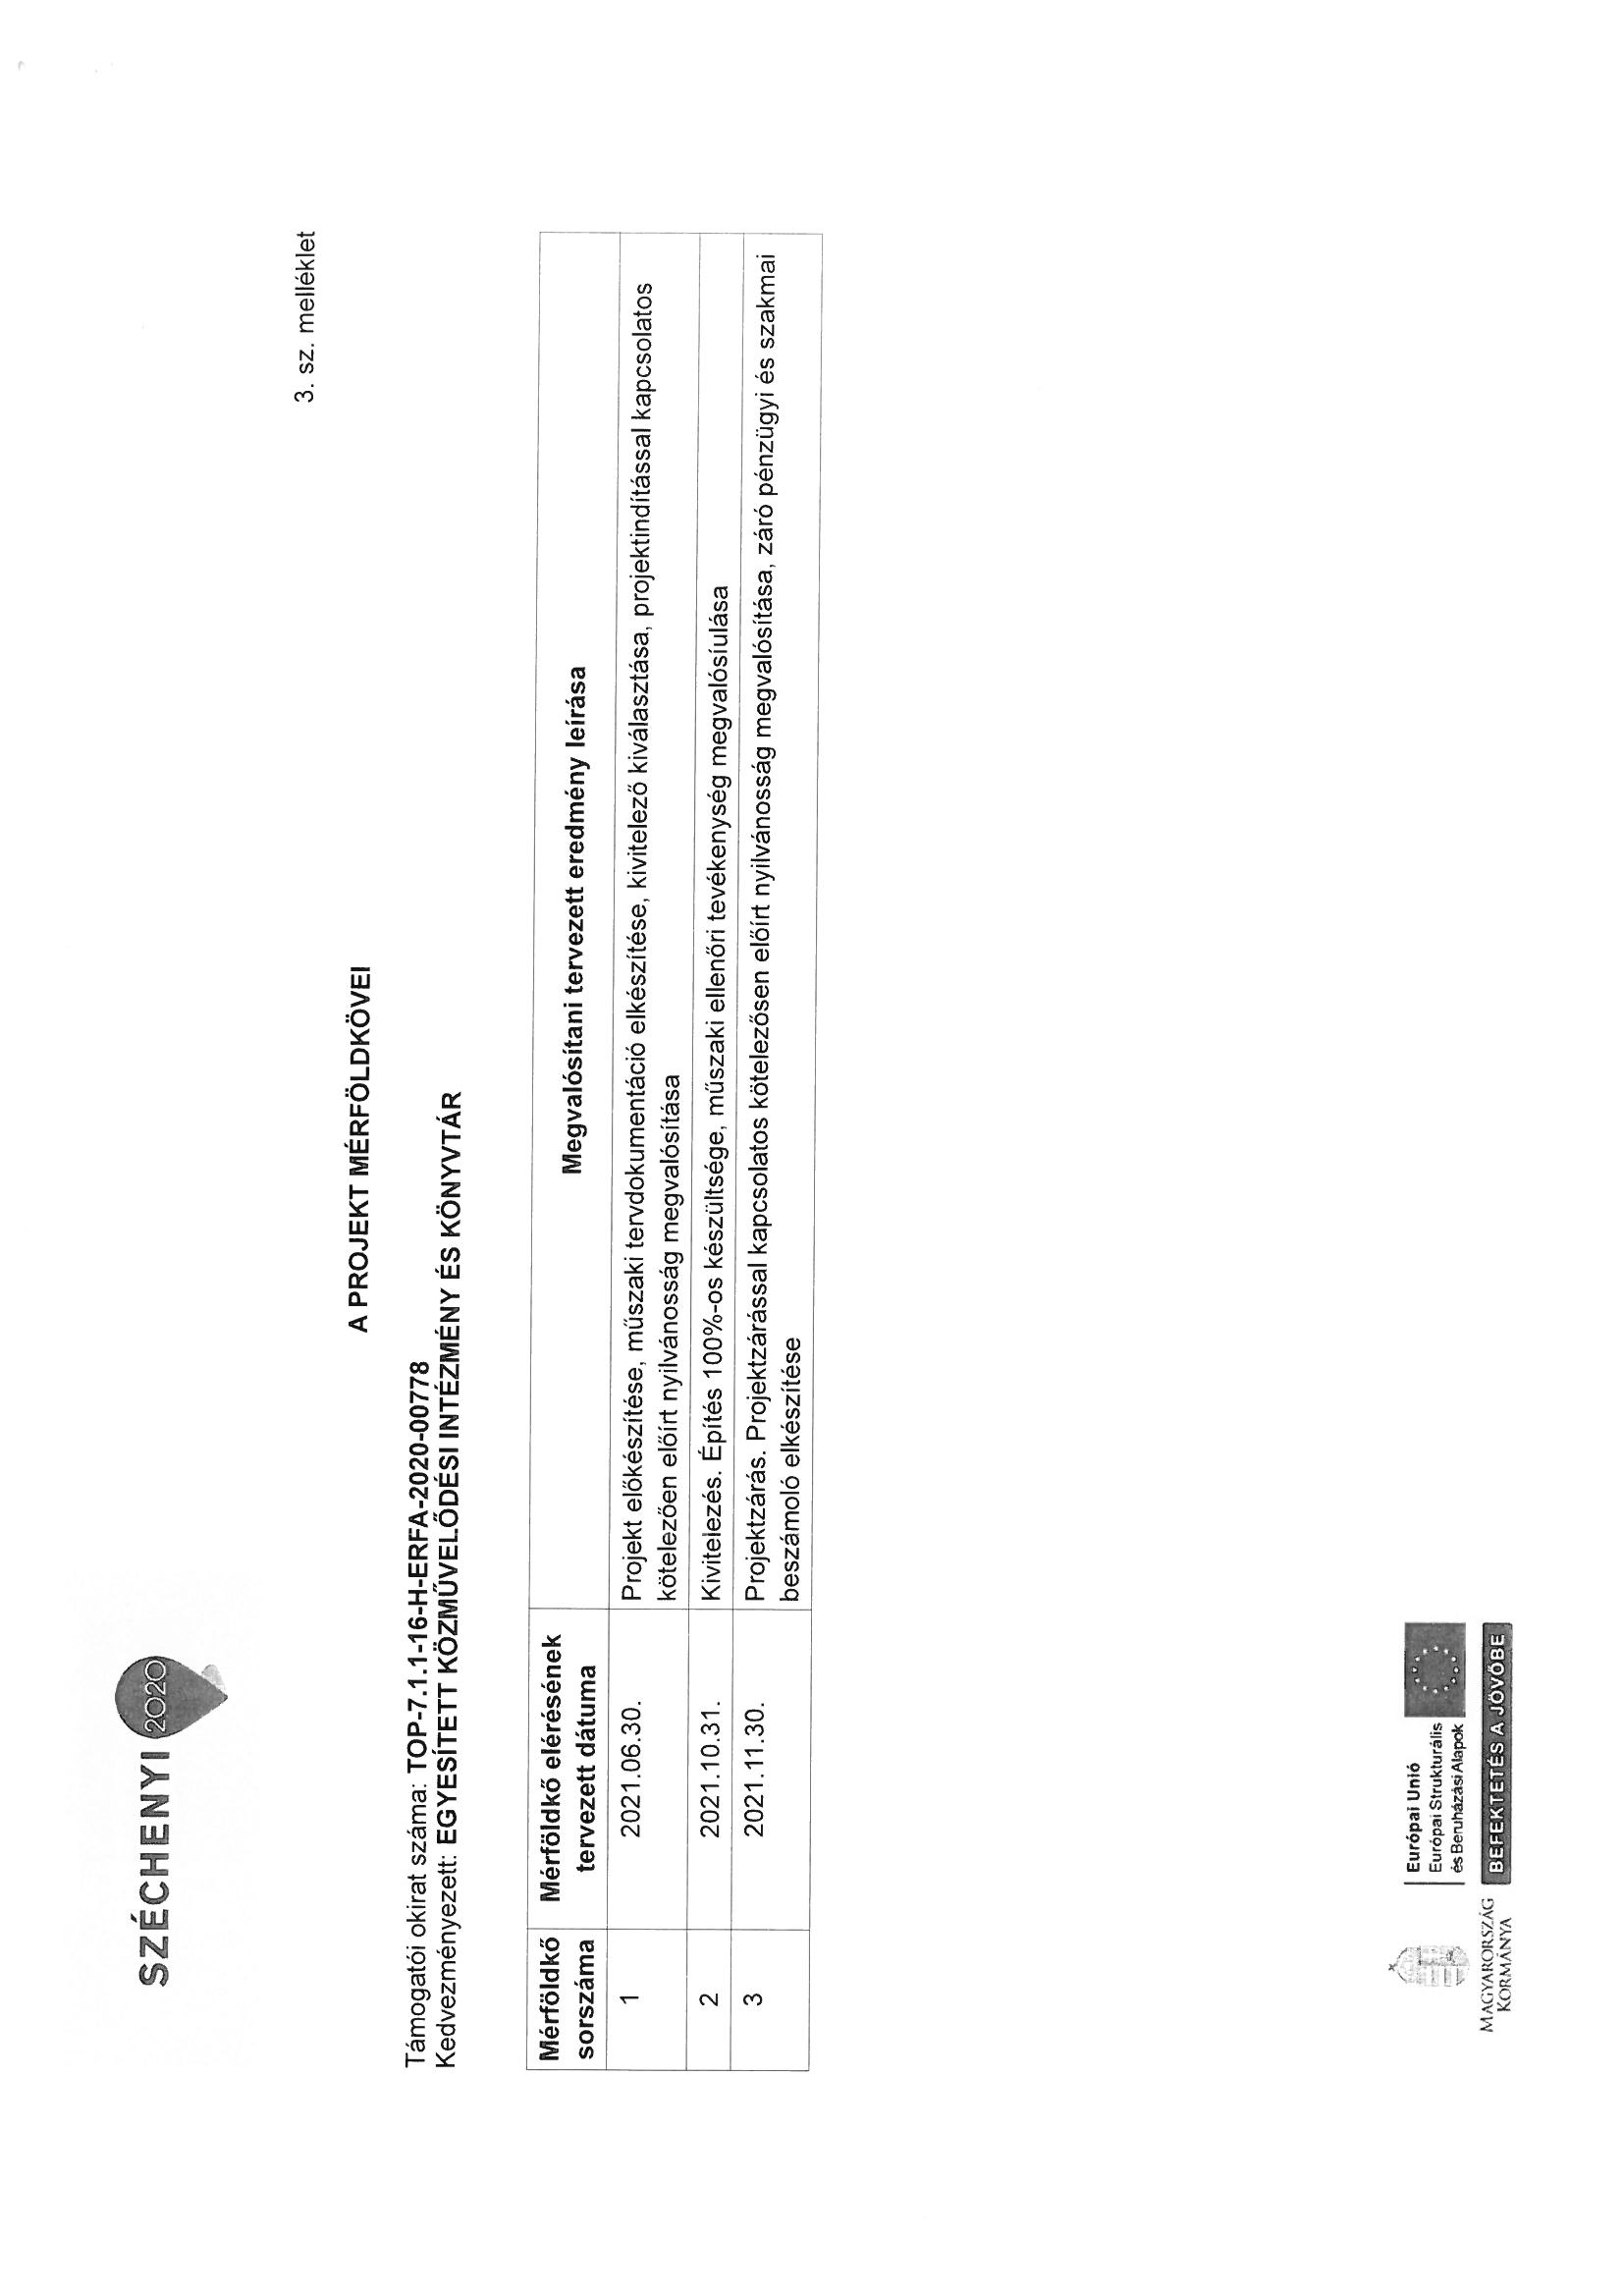 SZÉCHENYI 2020
3. sz. melléklet
A PROJEKT MÉRFÖLDKÖVEI
Támogatói okirat száma: TOP-7.1.1-16-H-ERFA-2020-00778
Kedvezményezett: EGYESÍTETT KÖZMŰVELŐDÉSI INTÉZMÉNY ÉS KÖNYVTÁR
Mérföldkő sorszáma
Mérföldkő elérésének tervezett dátuma
Megvalósítani tervezett eredmény leírása
1
2021.06.30.
Projekt előkészítése, műszaki tervdokumentáció elkészítése, kivitelező kiválasztása, projektindítással kapcsolatos
kötelezően előírt nyilvánosság megvalósítása
2
2021.10.31.
Kivitelezés. Építés 100%-os készültsége, műszaki ellenőri tevékenység megvalósíulása
3
2021.11.30.
Projektzárás. Projektzárással kapcsolatos kötelezősen előírt nyilvánosság megvalósítása, záró pénzügyi és szakmai
beszámoló elkészítése
MAGYARORSZÁG
KORMÁNYA
Európai Unió
Európai Strukturális
és Beruházási Alapok
BEFEKTETÉS A JÖVŐBE